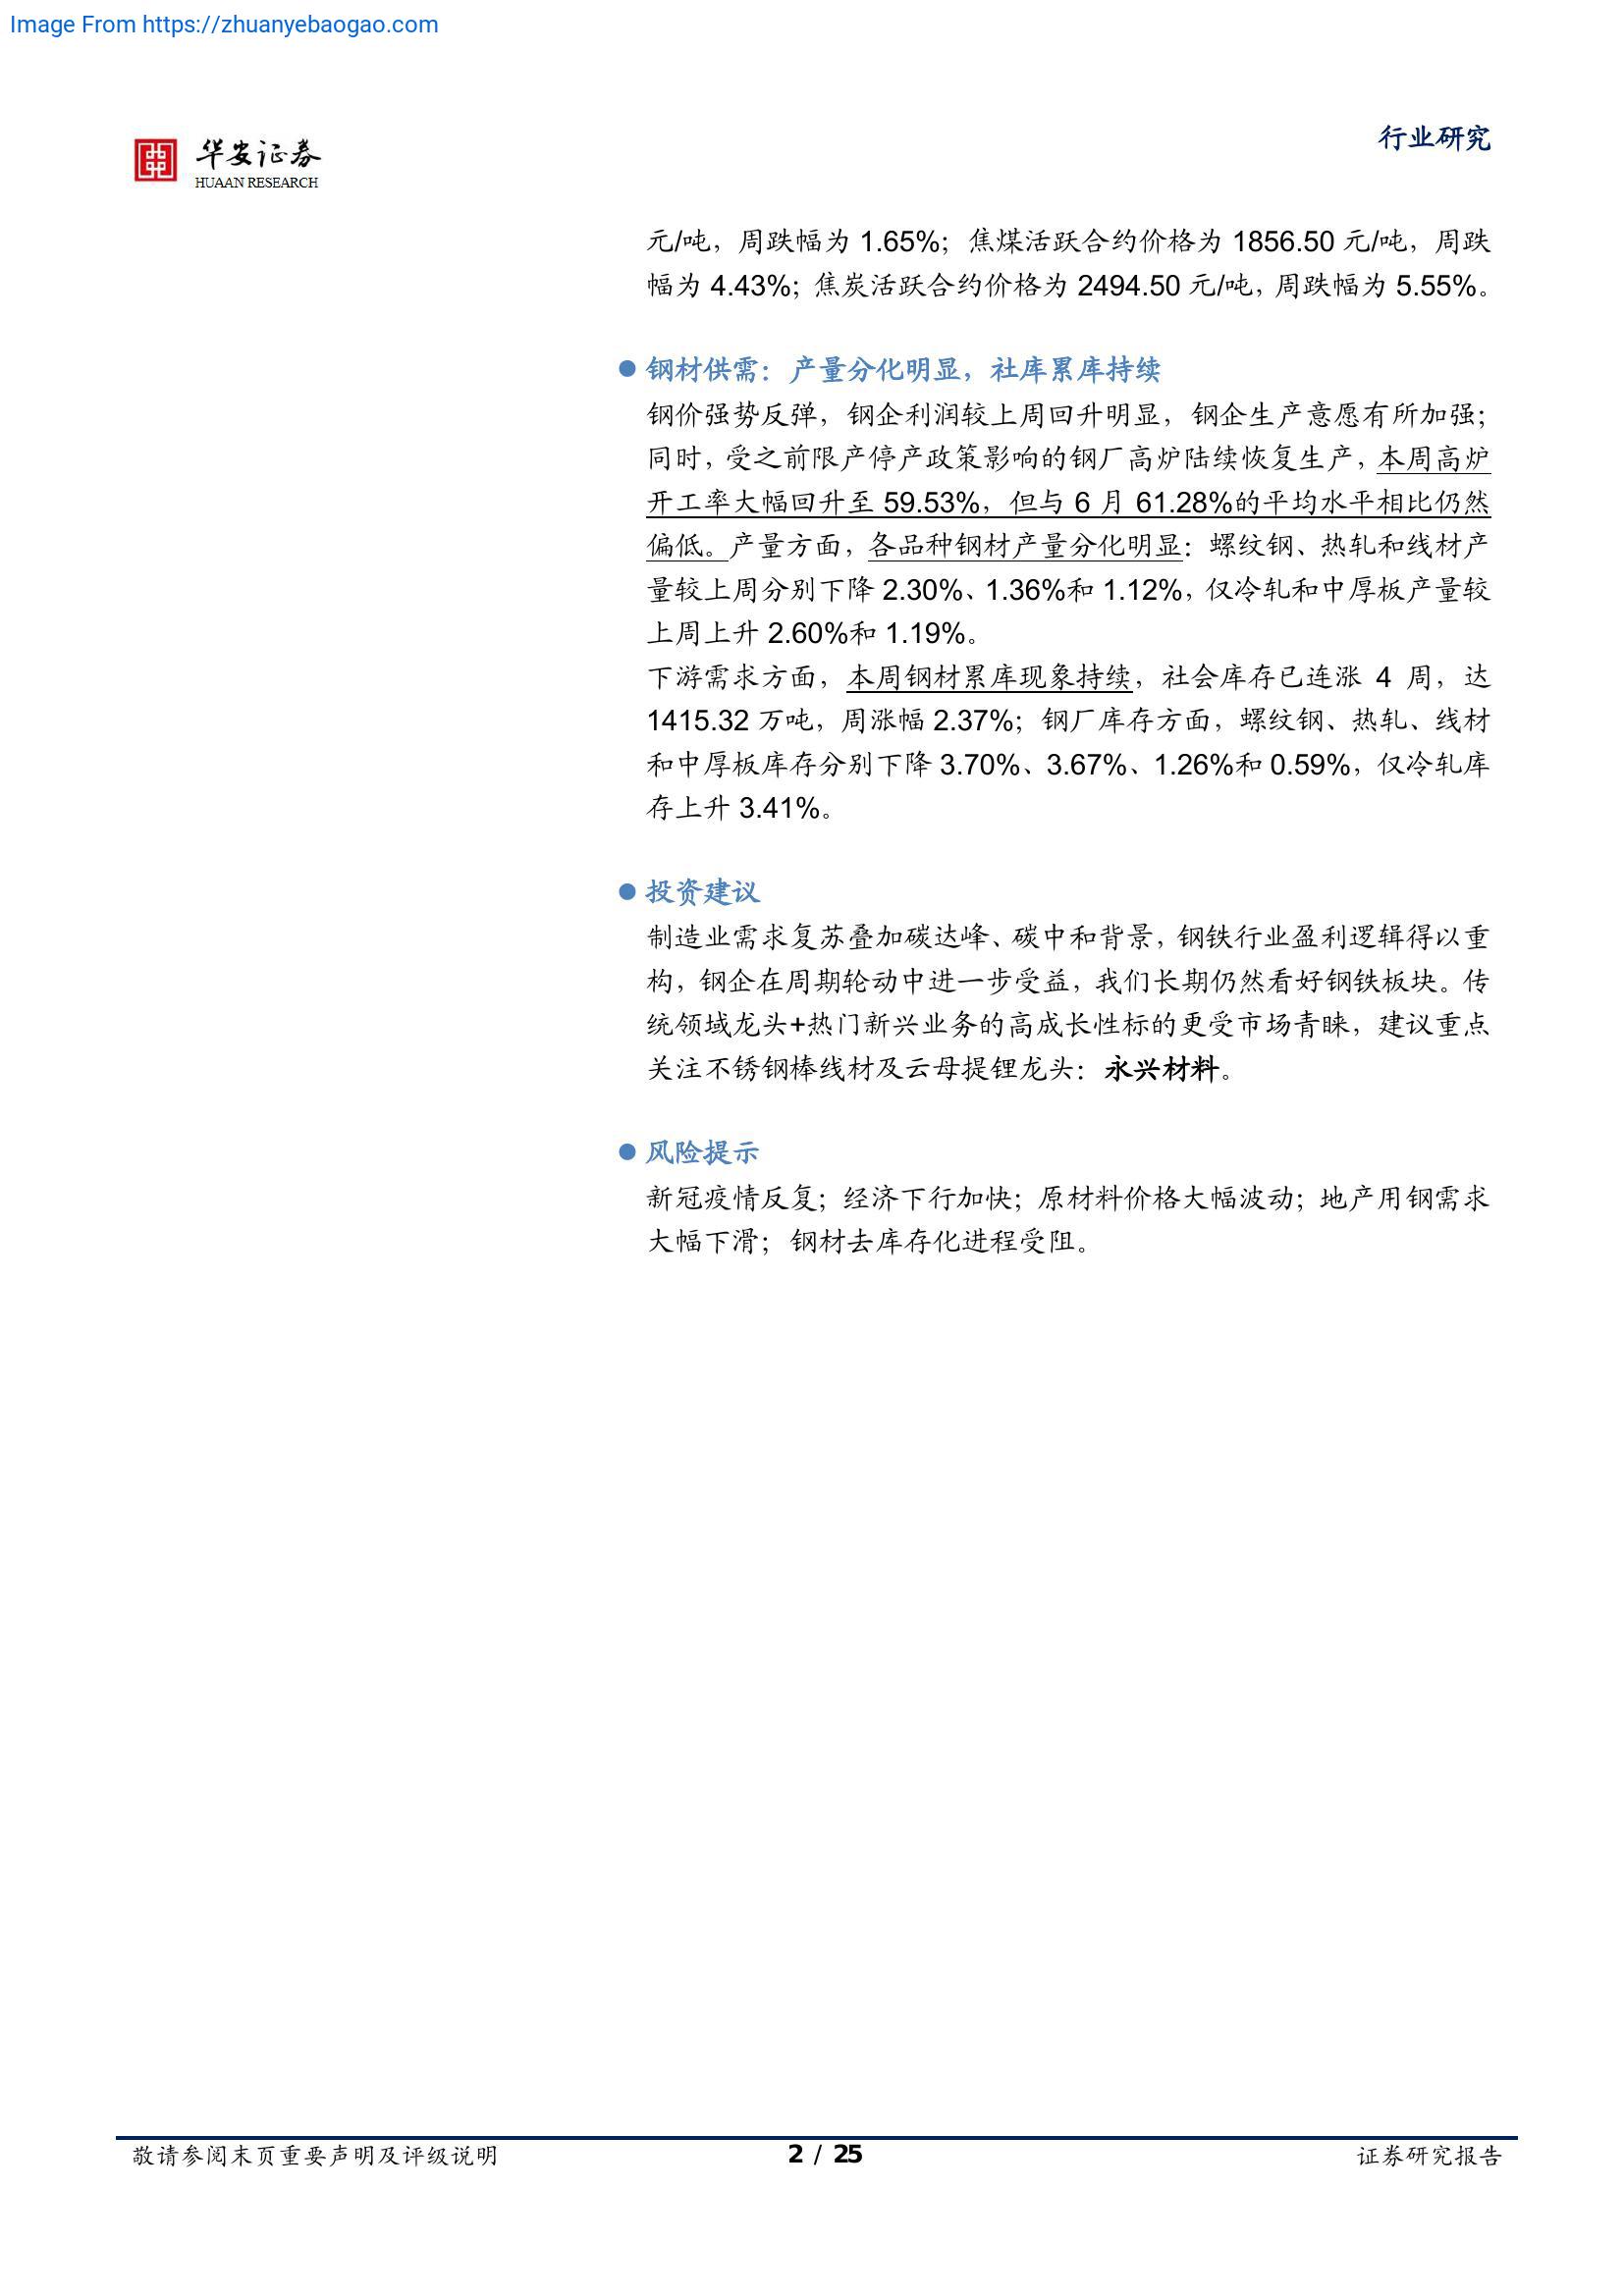 Image From https://zhuanyebaogao.com
华安证券
HUAAN RESEARCH
行业研究
元/吨，周跌幅为 1.65%；焦煤活跃合约价格为 1856.50 元/吨，周跌
幅为 4.43%；焦炭活跃合约价格为 2494.50 元/吨，周跌幅为 5.55%。
● 钢材供需：产量分化明显，社库累库持续
钢价强势反弹，钢企利润较上周回升明显，钢企生产意愿有所加强；
同时，受之前限产停产政策影响的钢厂高炉陆续恢复生产，本周高炉
开工率大幅回升至 59.53%，但与 6 月 61.28%的平均水平相比仍然
偏低。产量方面，各品种钢材产量分化明显：螺纹钢、热轧和线材产
量较上周分别下降 2.30%、1.36%和 1.12%，仅冷轧和中厚板产量较
上周上升 2.60%和 1.19%。
下游需求方面，本周钢材累库现象持续，社会库存已连涨 4 周，达
1415.32 万吨，周涨幅 2.37%；钢厂库存方面，螺纹钢、热轧、线材
和中厚板库存分别下降 3.70%、3.67%、1.26%和 0.59%，仅冷轧库
存上升 3.41%。
● 投资建议
制造业需求复苏叠加碳达峰、碳中和背景，钢铁行业盈利逻辑得以重
构，钢企在周期轮动中进一步受益，我们长期仍然看好钢铁板块。传
统领域龙头+热门新兴业务的高成长性标的更受市场青睐，建议重点
关注不锈钢棒线材及云母提锂龙头：永兴材料。
● 风险提示
新冠疫情反复；经济下行加快；原材料价格大幅波动；地产用钢需求
大幅下滑；钢材去库存化进程受阻。
敬请参阅末页重要声明及评级说明
2 / 25
证券研究报告